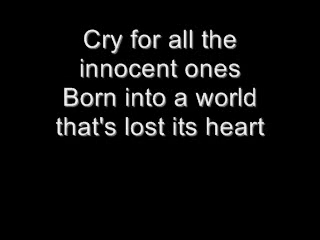 Cry for all the
innocent ones
Born into a world
that's lost its heart